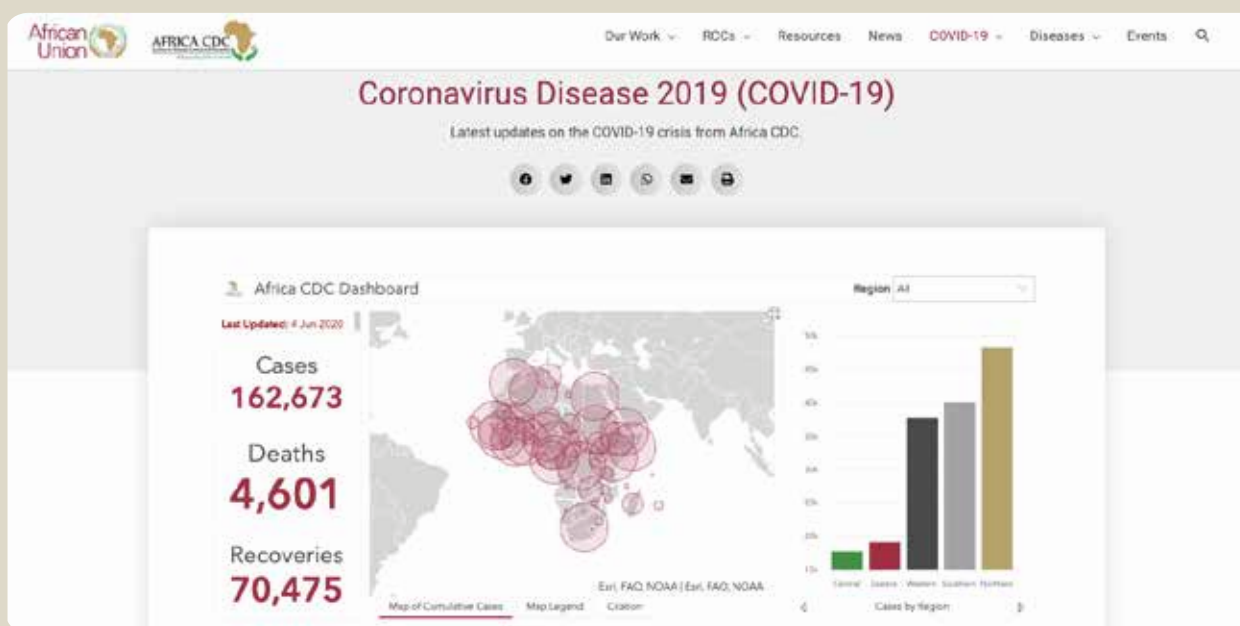 African
Union
AFRICA CDC
Our Work
RCCs
Resources
News
COVID-19
Diseases
Events
Coronavirus Disease 2019 (COVID-19)
Latest updates on the COVID-19 crisis from Africa CDC.
Africa CDC Dashboard
Region All
Last Updated: 4 Jun 2020
Cases
162,673
Deaths
4,601
Recoveries
70,475
Esri, FAO, NOAA | Esri, FAO, NOAA
Map of Cumulative Cases
Map Legend
Citation
Central
Eastern
Western
Southern
Northern
Cases by Region